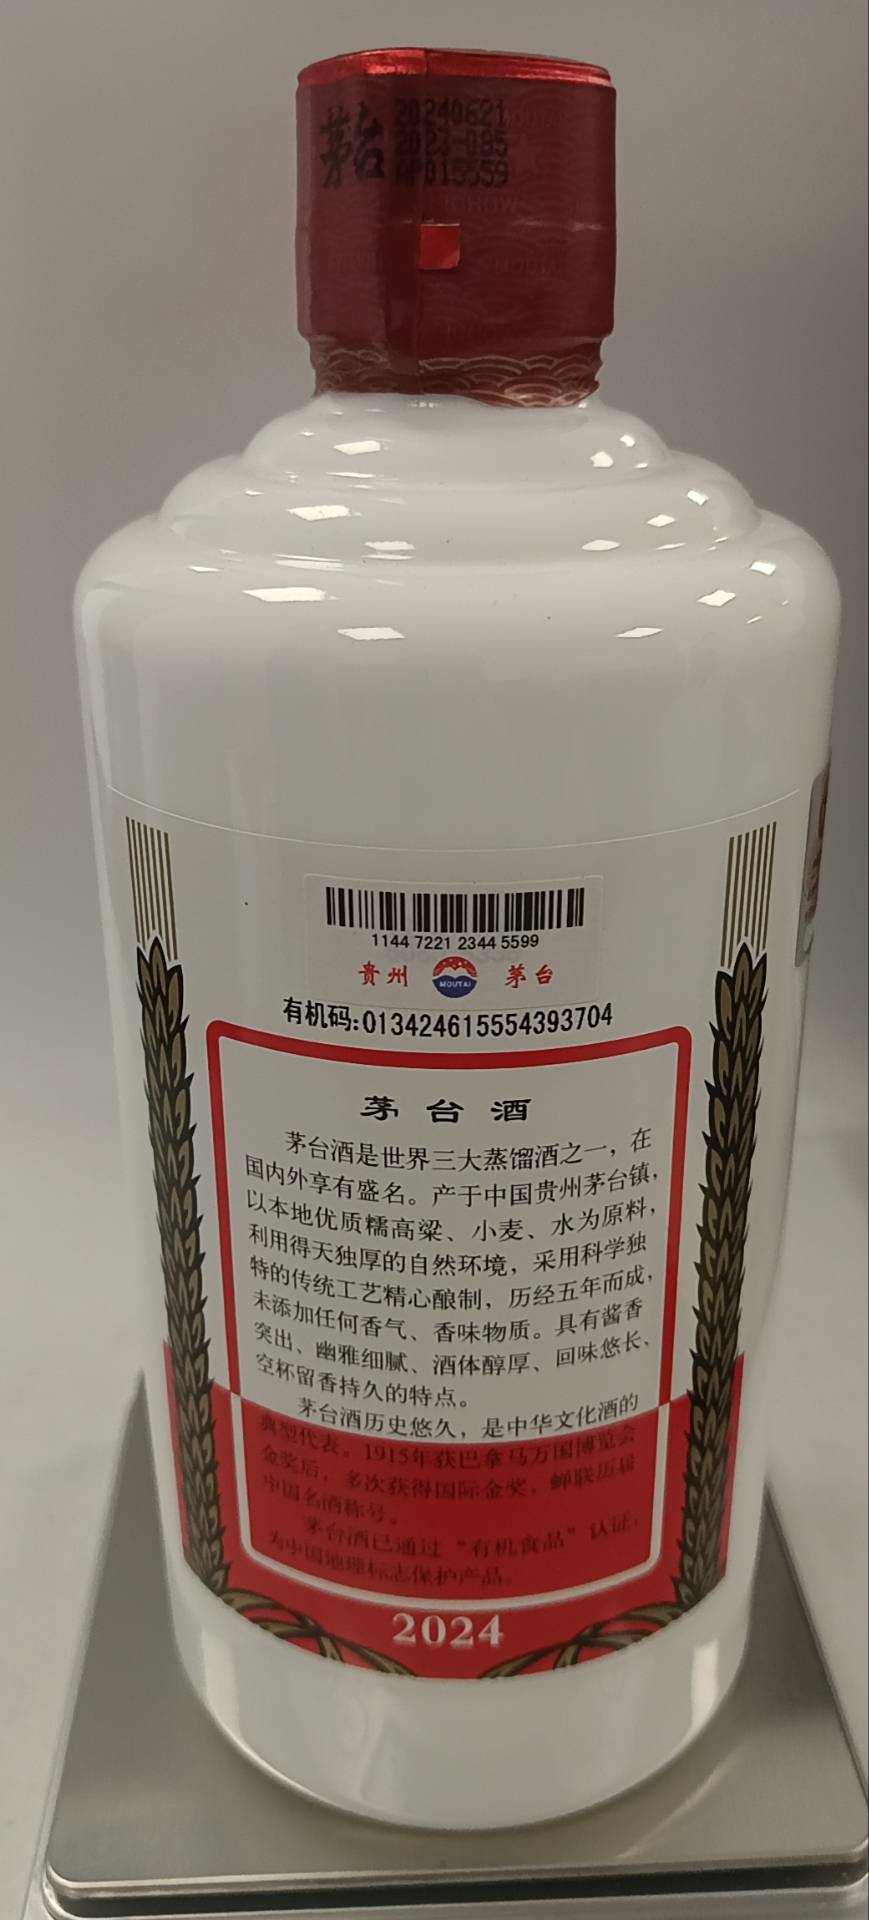 茅台
20240621
2023-085
AP015559
1144 7221 2344 5599
贵州 MOUTAI 茅台
有机码:013424615554393704
茅台酒
茅台酒是世界三大蒸馏酒之一，在
国内外享有盛名。产于中国贵州茅台镇，
以本地优质糯高粱、小麦、水为原料，
利用得天独厚的自然环境，采用科学独
特的传统工艺精心酿制，历经五年而成，
未添加任何香气、香味物质。具有酱香
突出、幽雅细腻、酒体醇厚、回味悠长、
空杯留香持久的特点。
茅台酒历史悠久，是中华文化酒的
典型代表。1915年获巴拿马万国博览会
金奖后，多次获得国际金奖，蝉联历届
中国名酒称号。
茅台酒已通过“有机食品”认证，
为中国地理标志保护产品。
2024